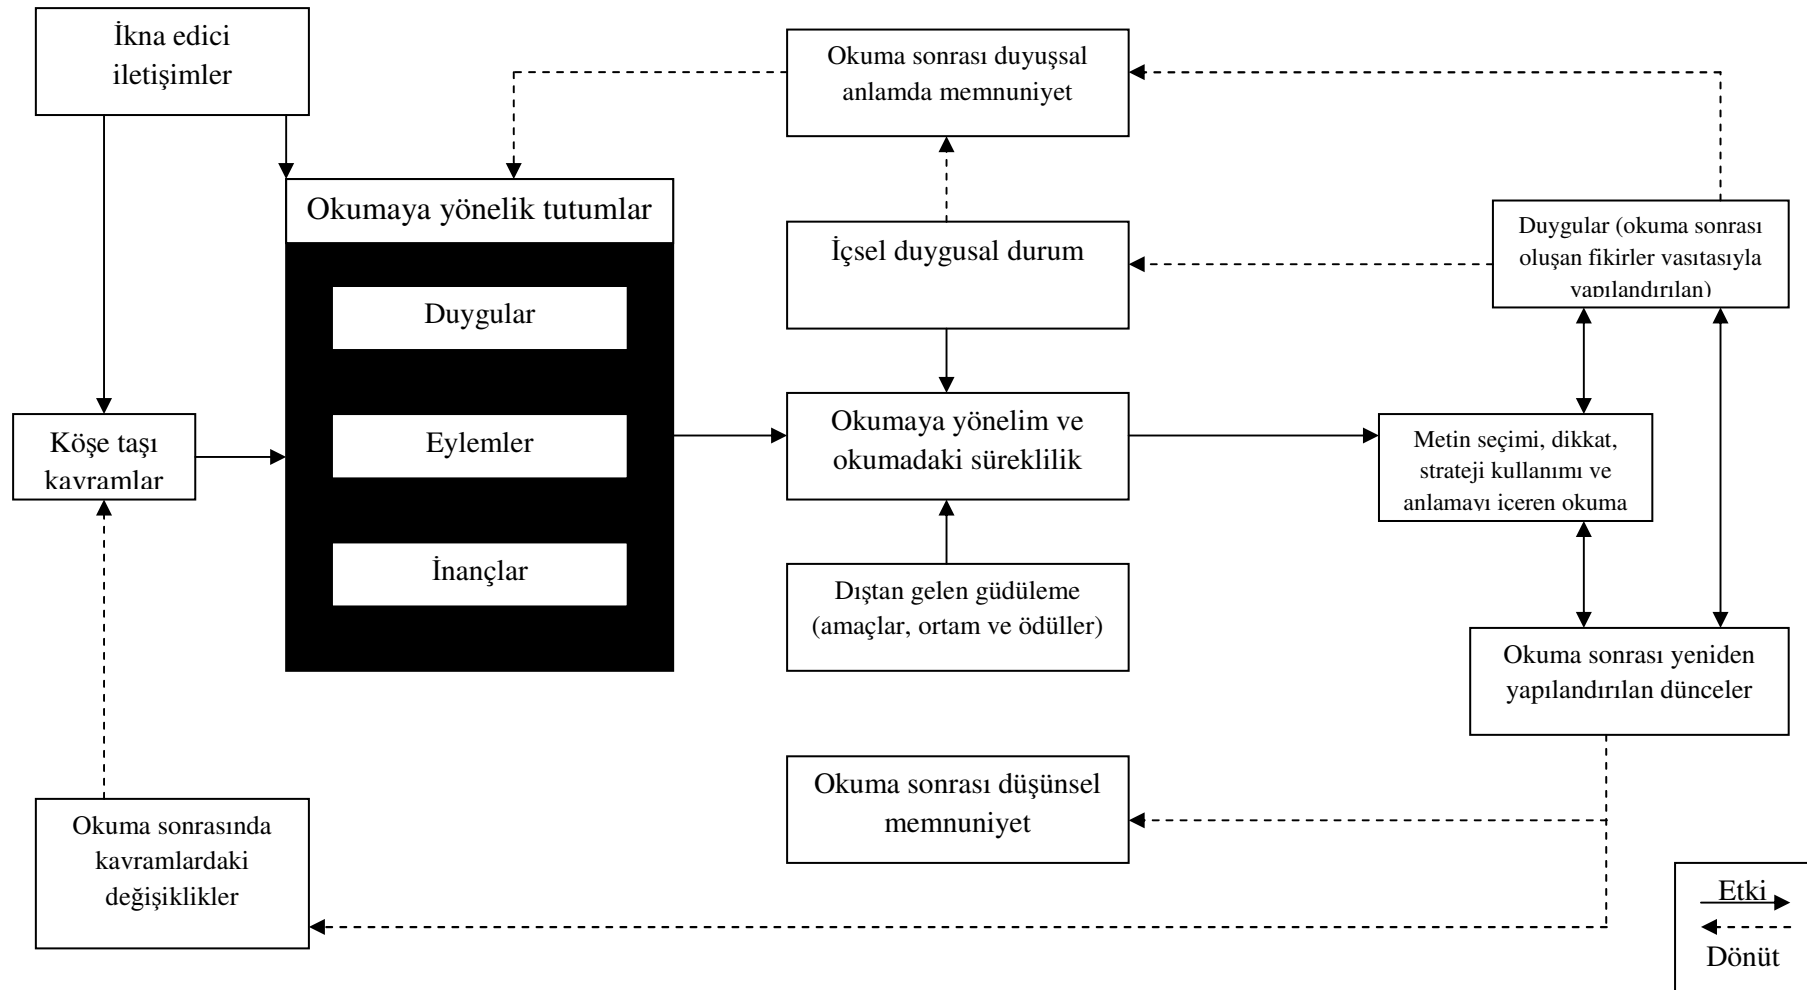 İkna edici
iletişimler
Okuma sonrası duyuşsal
anlamda memnuniyet
Okumaya yönelik tutumlar
Duygular
Eylemler
İnançlar
İçsel duygusal durum
Duygular (okuma sonrası
oluşan fikirler vasıtasıyla
yapılandırılan)
Köşe taşı
kavramlar
Okumaya yönelim ve
okumadaki süreklilik
Metin seçimi, dikkat,
strateji kullanımı ve
anlamayı içeren okuma
Dıştan gelen güdüleme
(amaçlar, ortam ve ödüller)
Okuma sonrası yeniden
yapılandırılan dünceler
Okuma sonrası düşünsel
memnuniyet
Okuma sonrasında
kavramlardaki
değişiklikler
Etki
Dönüt